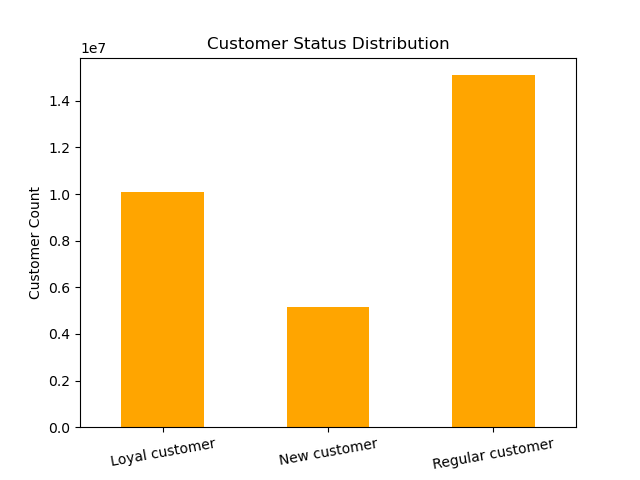 Customer Status Distribution
1e7
1.4
1.2
1.0
0.8
0.6
0.4
0.2
0.0
Customer Count
Loyal customer
New customer
Regular customer